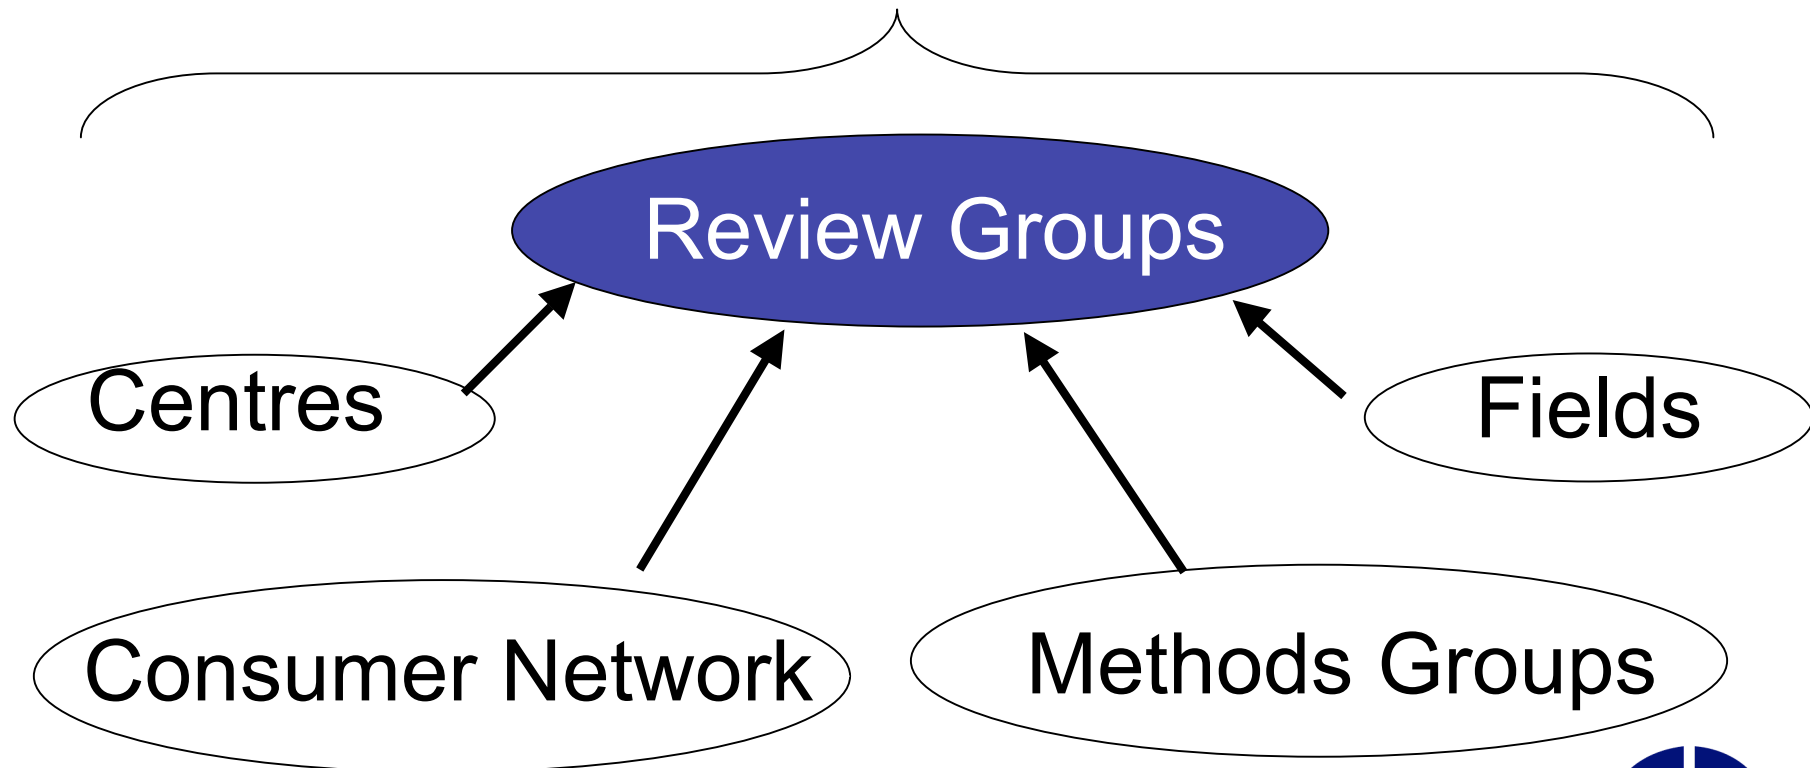 Review Groups
Centres
Fields
Consumer Network
Methods Groups